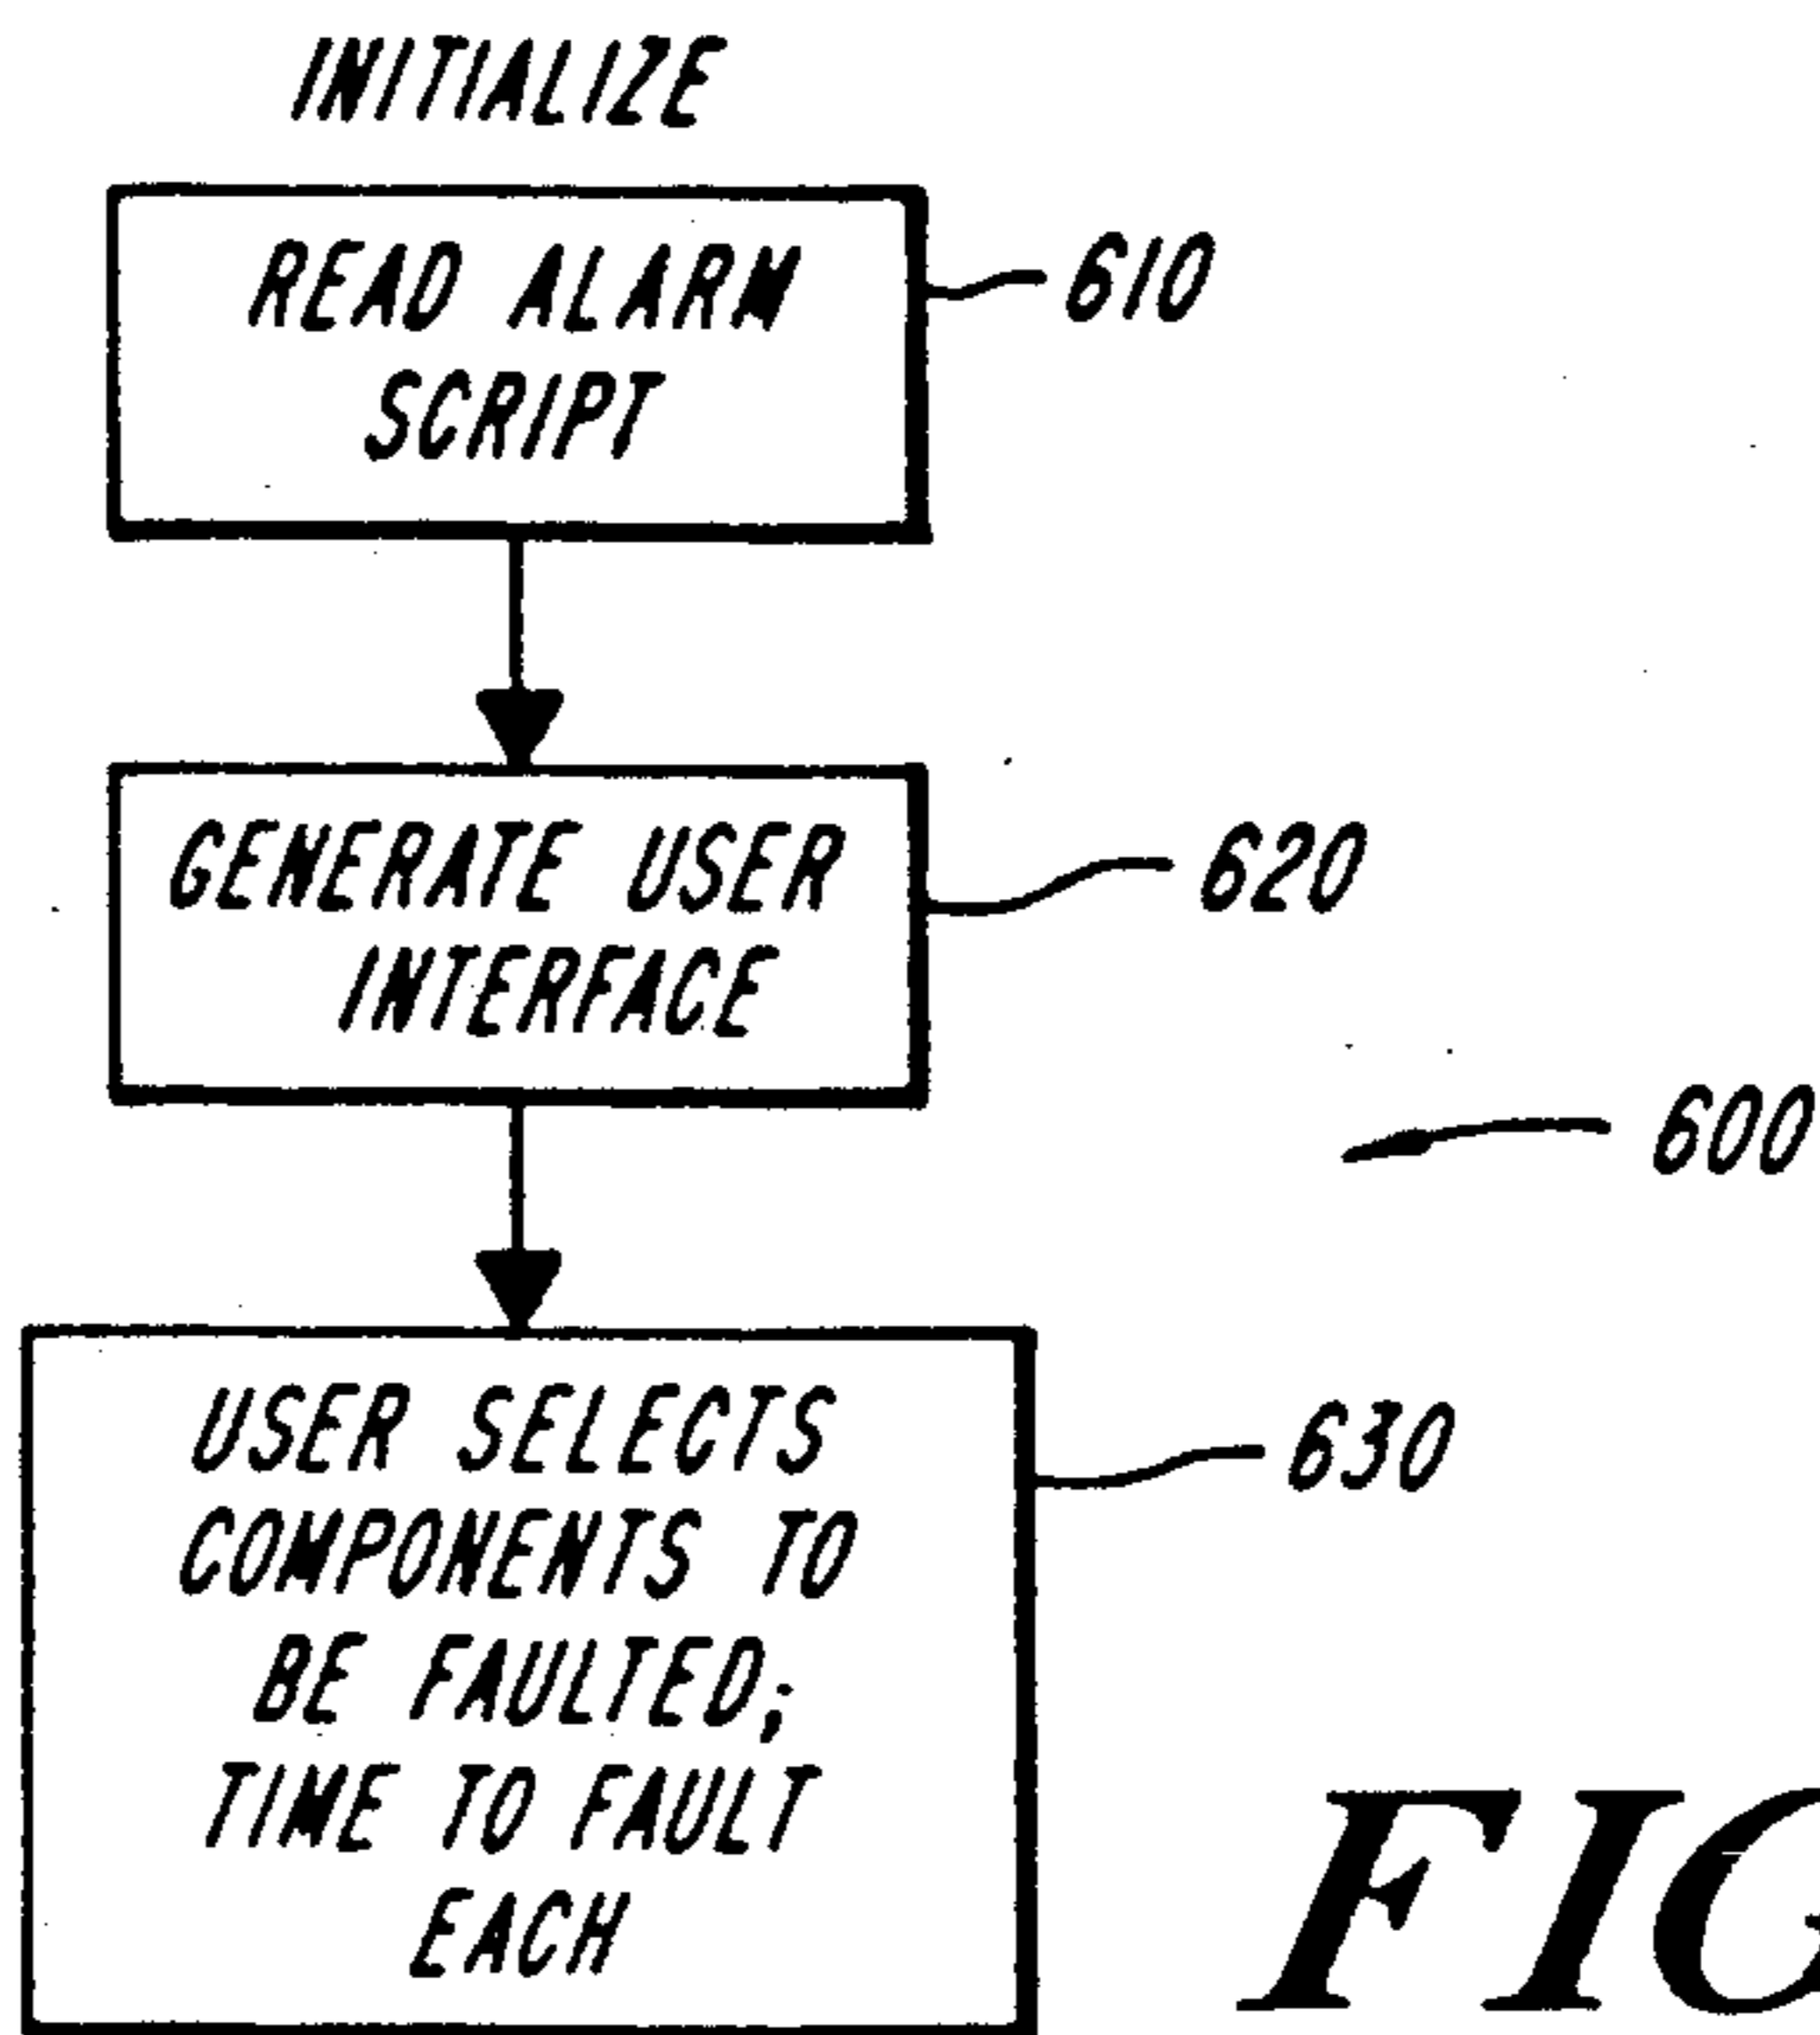 INITIALIZE
READ ALARM
SCRIPT
610
GENERATE USER
INTERFACE
620
600
USER SELECTS
COMPONENTS TO
BE FAULTED;
TIME TO FAULT
EACH
630
FIG